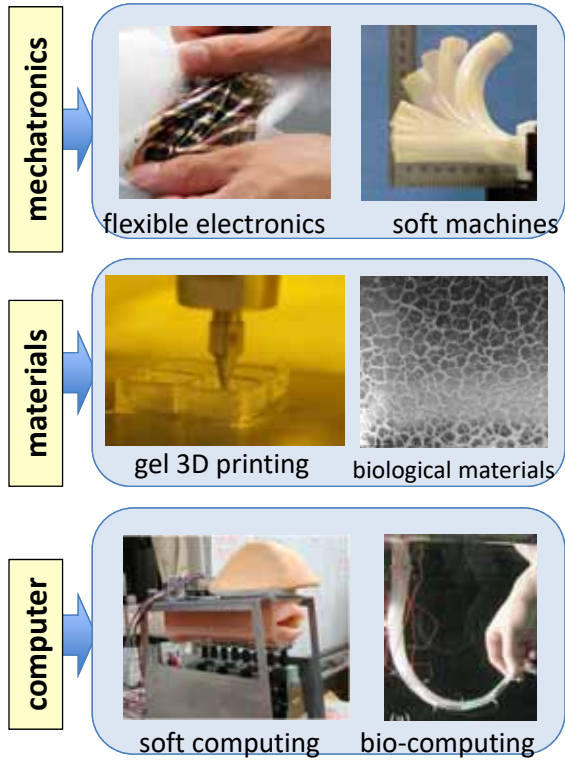 mechatronics
flexible electronics
soft machines
materials
gel 3D printing
biological materials
computer
soft computing
bio-computing